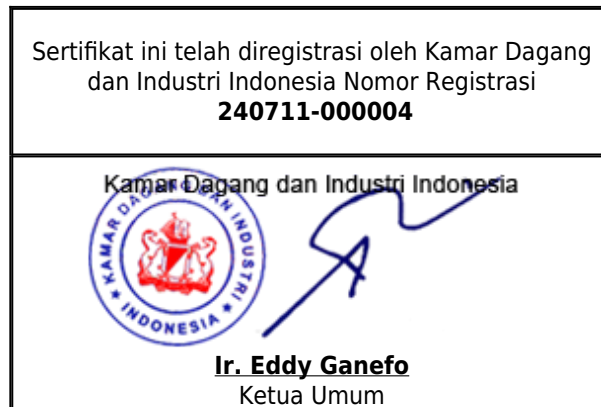 Sertifikat ini telah diregistrasi oleh Kamar Dagang
dan Industri Indonesia Nomor Registrasi
240711-000004
Kamar Dagang dan Industri Indonesia
★ KAMAR DAGANG DAN INDUSTRI ★
INDONESIA
Ir. Eddy Ganefo
Ketua Umum